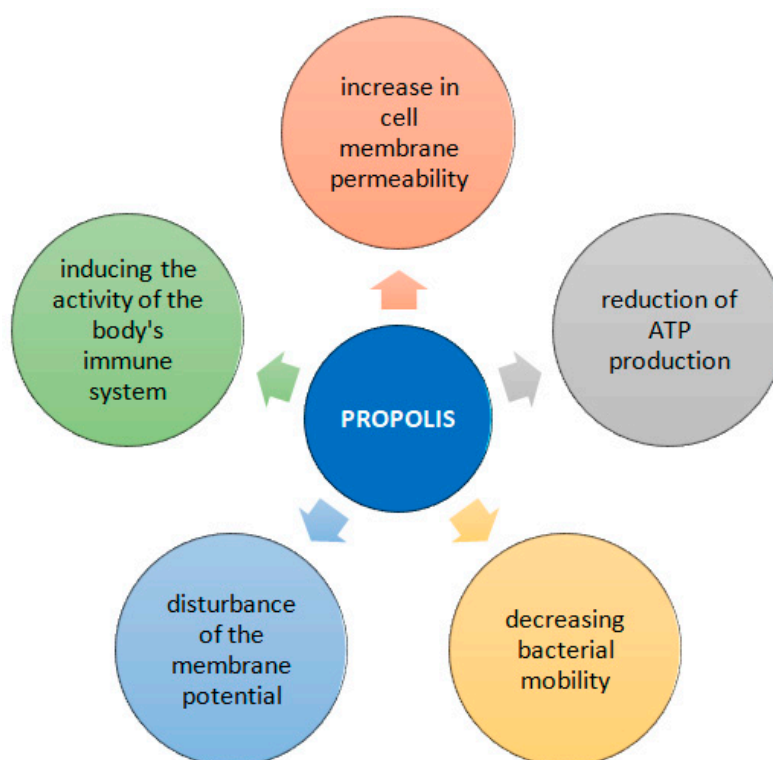 increase in
cell
membrane
permeability
inducing the
activity of the
body's
immune
system
reduction of
ATP
production
PROPOLIS
disturbance
of the
membrane
potential
decreasing
bacterial
mobility